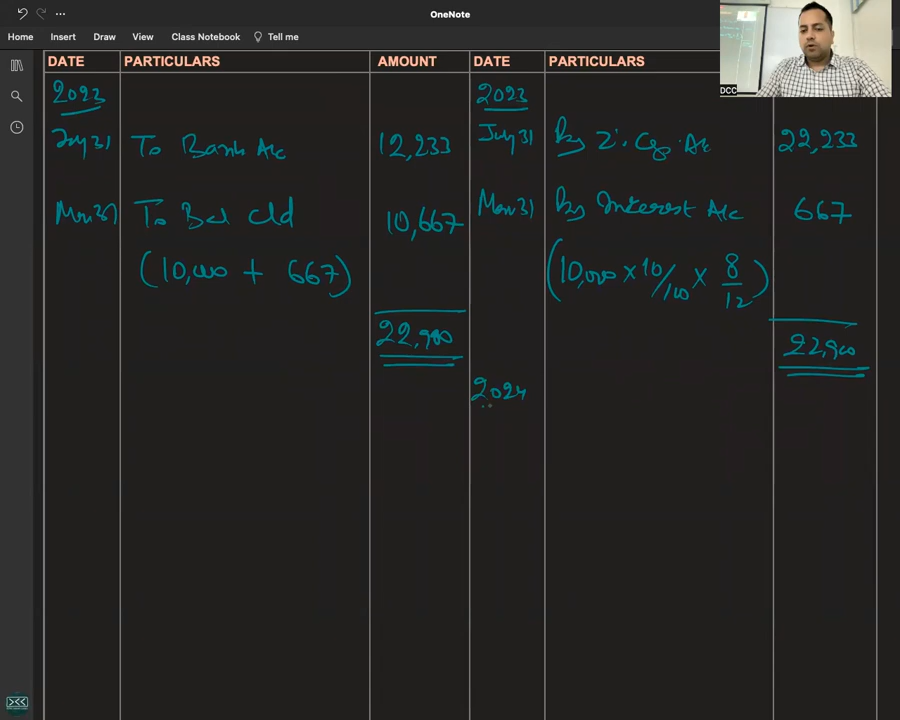 OneNote
Home Insert Draw View Class Notebook Tell me
DCC
DATE PARTICULARS AMOUNT DATE PARTICULARS
2023 2023
July 31 To Bank A/c 12,233 July 31 By Z's Cap. A/c 22,233
Mar 31 To Bal c/d 10,667 Mar 31 By Interest A/c 667
(10,000 + 667) (10,000 × 10/100 × 8/12)
22,900 22,900
2024